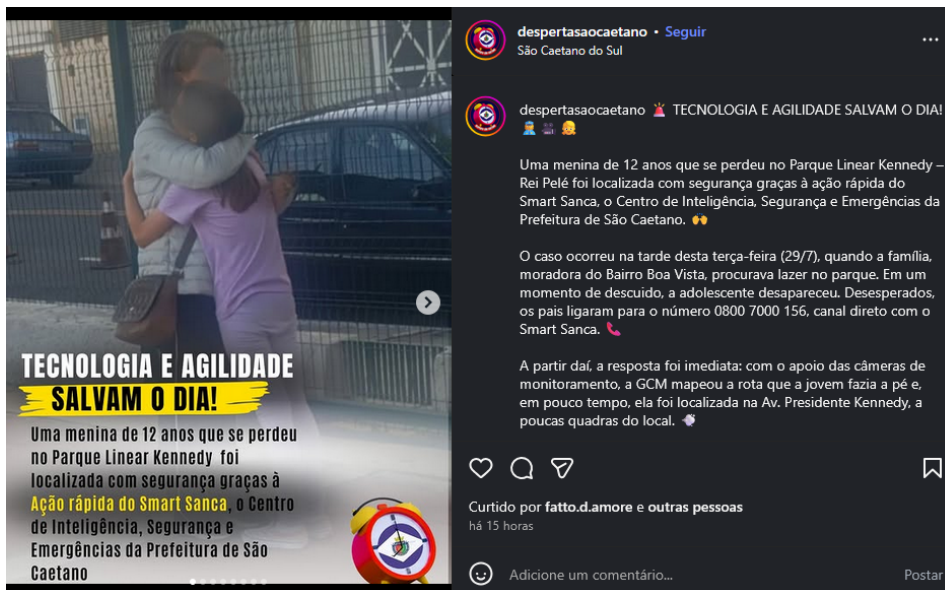 TECNOLOGIA E AGILIDADE
SALVAM O DIA!
Uma menina de 12 anos que se perdeu
no Parque Linear Kennedy foi
localizada com segurança graças à
Ação rápida do Smart Sanca, o Centro
de Inteligência, Segurança e
Emergências da Prefeitura de São
Caetano
despertasaocaetano • Seguir
São Caetano do Sul
despertasaocaetano 🚨 TECNOLOGIA E AGILIDADE SALVAM O DIA!
Uma menina de 12 anos que se perdeu no Parque Linear Kennedy –
Rei Pelé foi localizada com segurança graças à ação rápida do
Smart Sanca, o Centro de Inteligência, Segurança e Emergências da
Prefeitura de São Caetano. 🙌
O caso ocorreu na tarde desta terça-feira (29/7), quando a família,
moradora do Bairro Boa Vista, procurava lazer no parque. Em um
momento de descuido, a adolescente desapareceu. Desesperados,
os pais ligaram para o número 0800 7000 156, canal direto com o
Smart Sanca. 📞
A partir daí, a resposta foi imediata: com o apoio das câmeras de
monitoramento, a GCM mapeou a rota que a jovem fazia a pé e,
em pouco tempo, ela foi localizada na Av. Presidente Kennedy, a
poucas quadras do local.
Curtido por fatto.d.amore e outras pessoas
há 15 horas
Adicione um comentário...
Postar